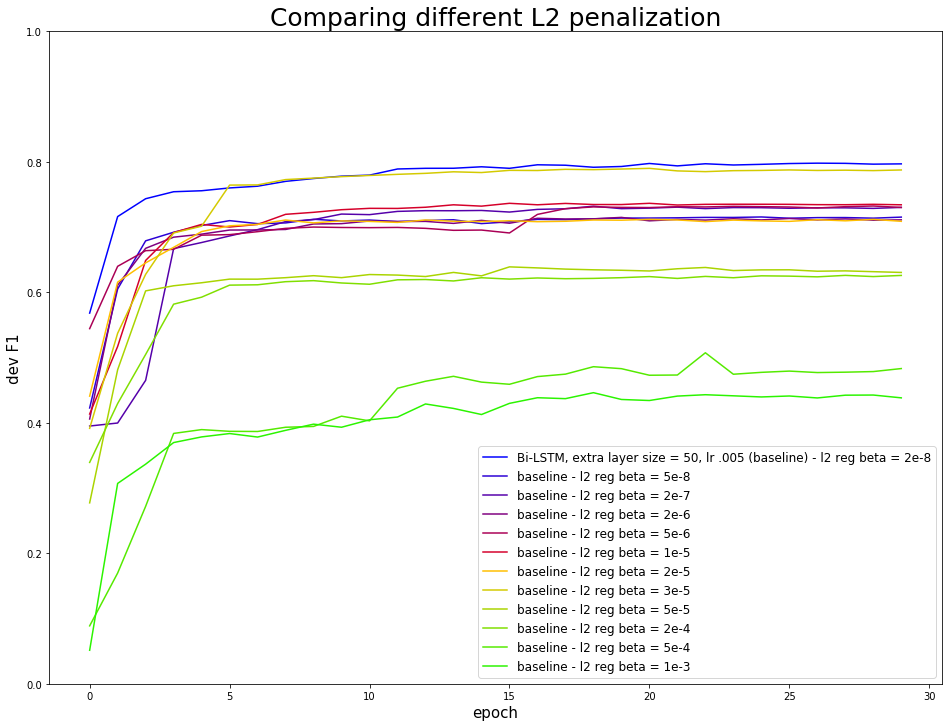 Comparing different L2 penalization
1.0
0.8
0.6
0.4
0.2
0.0
dev F1
Bi-LSTM, extra layer size = 50, lr .005 (baseline) - l2 reg beta = 2e-8
baseline - l2 reg beta = 5e-8
baseline - l2 reg beta = 2e-7
baseline - l2 reg beta = 2e-6
baseline - l2 reg beta = 5e-6
baseline - l2 reg beta = 1e-5
baseline - l2 reg beta = 2e-5
baseline - l2 reg beta = 3e-5
baseline - l2 reg beta = 5e-5
baseline - l2 reg beta = 2e-4
baseline - l2 reg beta = 5e-4
baseline - l2 reg beta = 1e-3
0 5 10 15 20 25 30
epoch